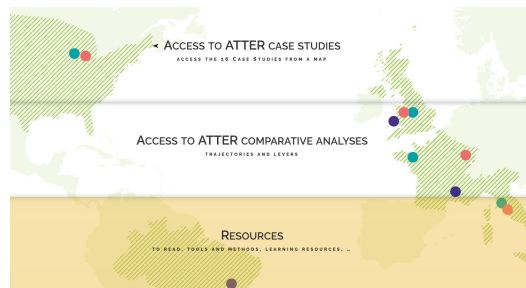 Access to ATTER case studies
access the 16 Case Studies from a map
Access to ATTER comparative analyses
trajectories and levers
Resources
to read, tools and methods, learning resources, …